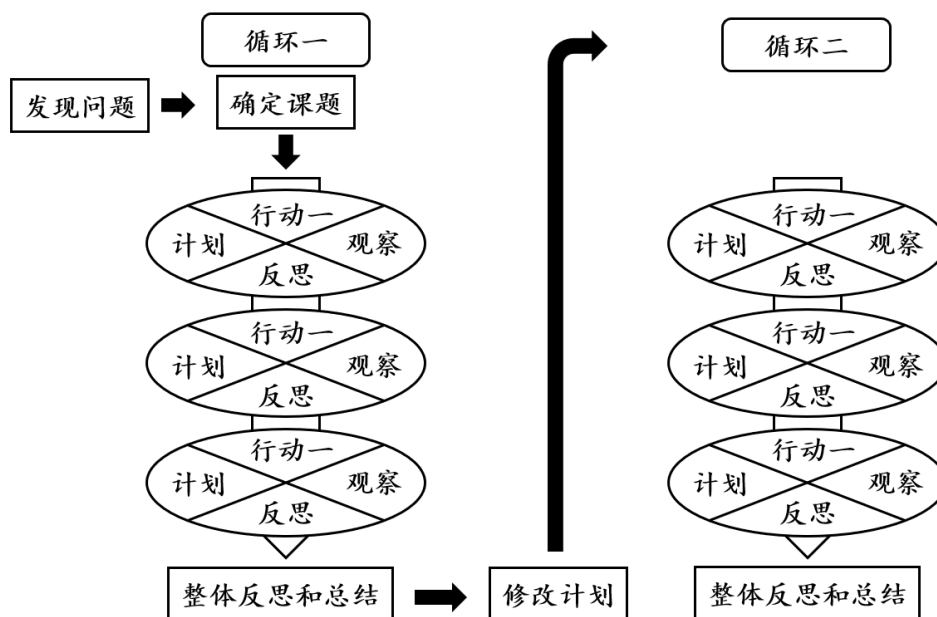 循环一
循环二
发现问题
确定课题
行动一
计划
观察
反思
行动一
计划
观察
反思
行动一
计划
观察
反思
整体反思和总结
修改计划
行动一
计划
观察
反思
行动一
计划
观察
反思
行动一
计划
观察
反思
整体反思和总结